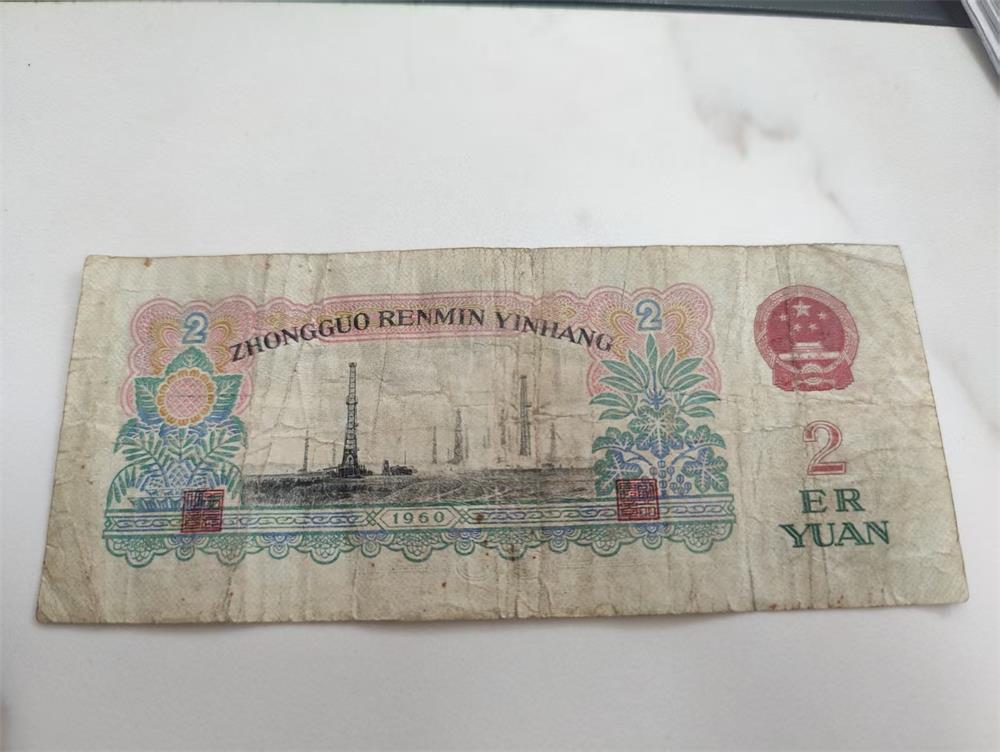 2
2
ZHONGGUO RENMIN YINHANG
2
ER
YUAN
1960